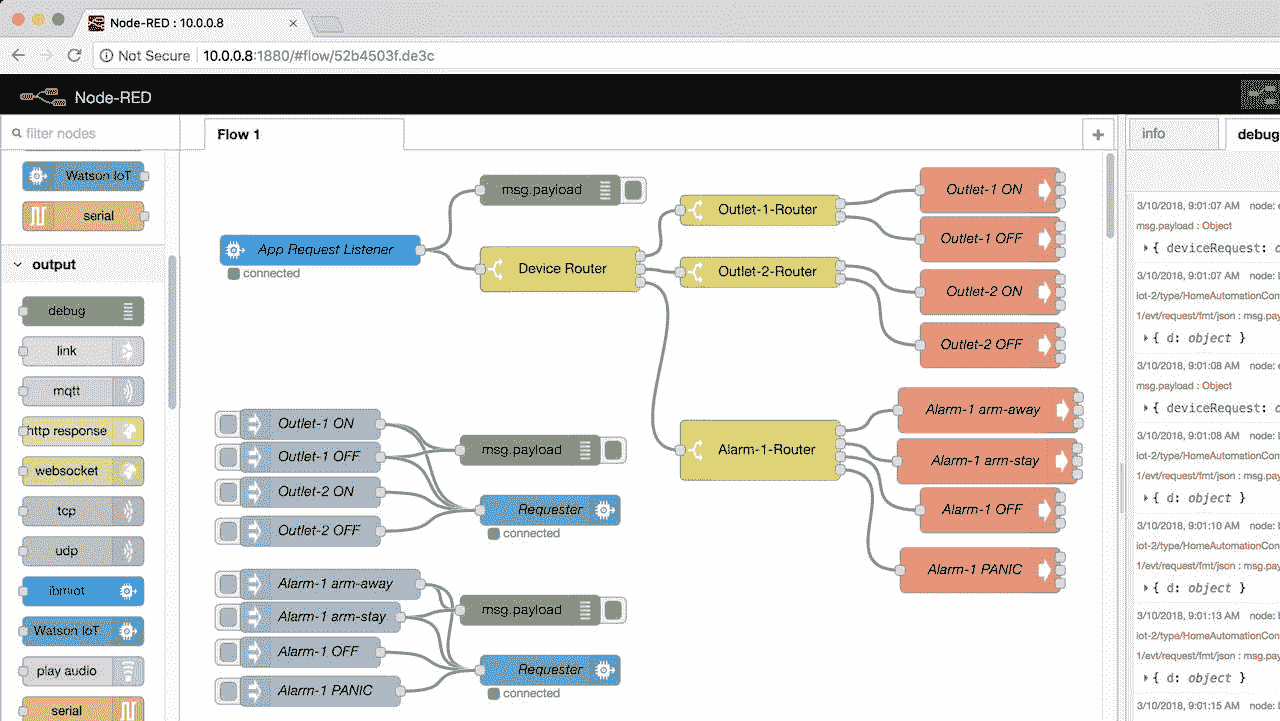 Node-RED : 10.0.0.8
Not Secure 10.0.0.8:1880/#flow/52b4503f.de3c
Node-RED
filter nodes
Watson IoT
serial
output
debug
link
mqtt
http response
websocket
tcp
udp
ibmiot
Watson IoT
play audio
serial
Flow 1
App Request Listener
connected
msg.payload
Device Router
Outlet-1-Router
Outlet-2-Router
Outlet-1 ON
Outlet-1 OFF
Outlet-2 ON
Outlet-2 OFF
Alarm-1-Router
Alarm-1 arm-away
Alarm-1 arm-stay
Alarm-1 OFF
Alarm-1 PANIC
Outlet-1 ON
Outlet-1 OFF
Outlet-2 ON
Outlet-2 OFF
msg.payload
Requester
connected
Alarm-1 arm-away
Alarm-1 arm-stay
Alarm-1 OFF
Alarm-1 PANIC
msg.payload
Requester
connected
info
debug
3/10/2018, 9:01:07 AM node:
msg.payload : Object
{ deviceRequest:
3/10/2018, 9:01:07 AM node:
iot-2/type/HomeAutomationCon
1/evt/request/fmt/json : msg.pay
{ d: object }
3/10/2018, 9:01:08 AM node:
msg.payload : Object
{ deviceRequest:
3/10/2018, 9:01:08 AM node:
iot-2/type/HomeAutomationCon
1/evt/request/fmt/json : msg.pay
{ d: object }
3/10/2018, 9:01:10 AM node:
iot-2/type/HomeAutomationCon
1/evt/request/fmt/json : msg.pay
{ d: object }
3/10/2018, 9:01:13 AM node:
iot-2/type/HomeAutomationCon
1/evt/request/fmt/json : msg.pay
{ d: object }
3/10/2018, 9:01:15 AM node: